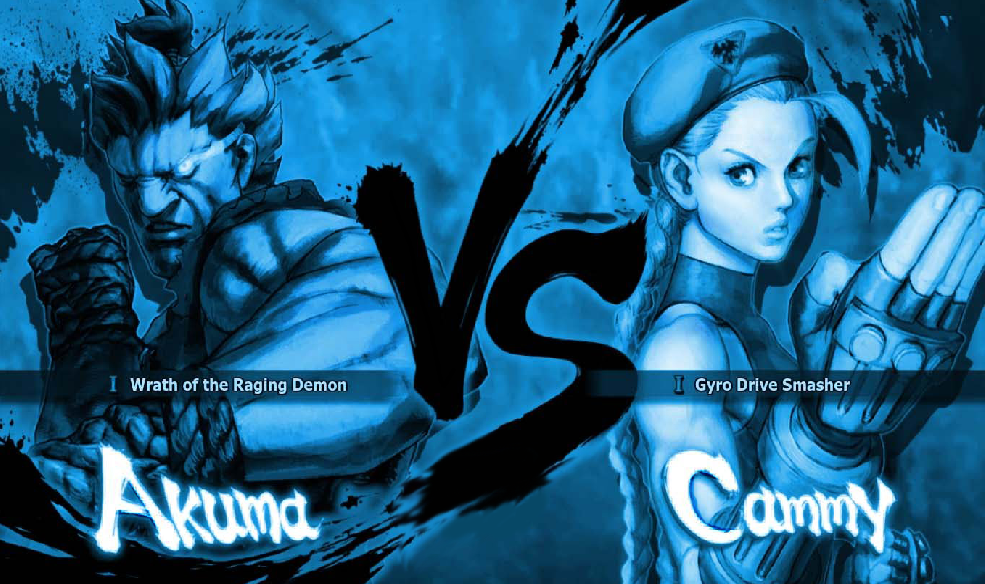 VS
I Wrath of the Raging Demon
I Gyro Drive Smasher
Akuma
Cammy